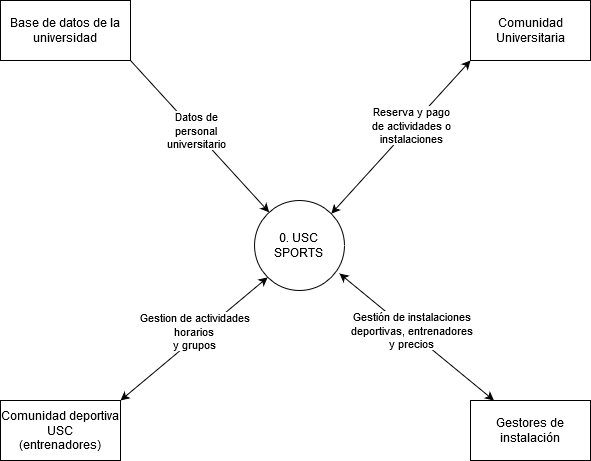 Base de datos de la
universidad
Comunidad
Universitaria
Datos de
personal
universitario
Reserva y pago
de actividades o
instalaciones
0. USC
SPORTS
Gestion de actividades
horarios
y grupos
Gestión de instalaciones
deportivas, entrenadores
y precios
Comunidad deportiva
USC
(entrenadores)
Gestores de
instalación